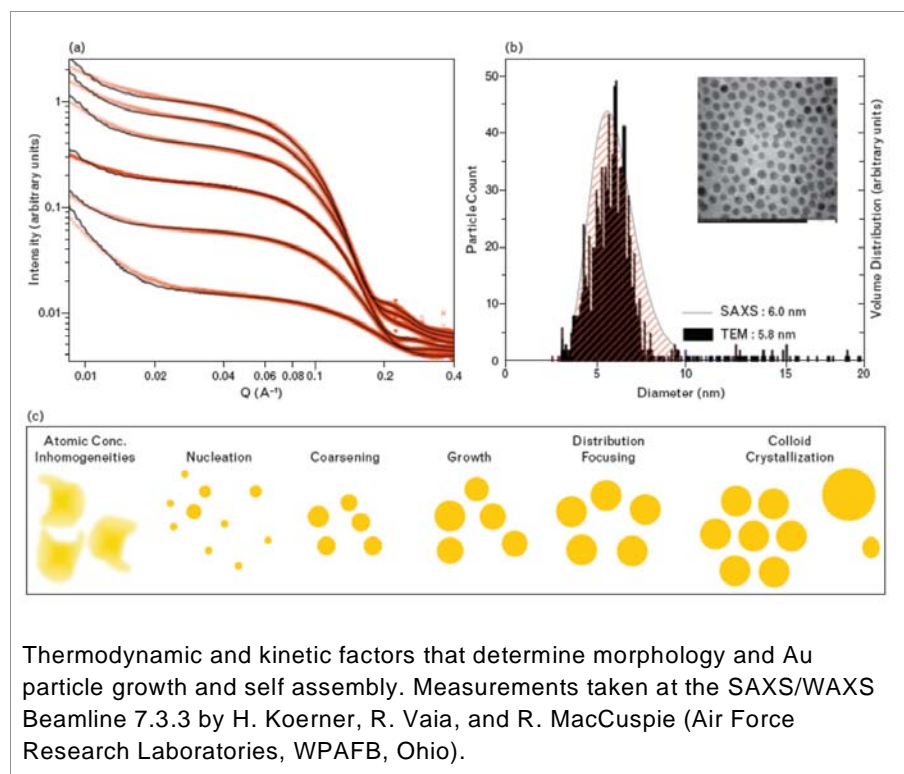 (a)
Intensity (arbitrary units)
1
0.1
0.01
0.01
0.02
0.04
0.06
0.08
0.1
0.2
0.4
Q (A⁻¹)
(b)
Particle Count
50
40
30
20
10
0
0
5
10
15
20
Diameter (nm)
Volume Distribution (arbitrary units)
SAXS : 6.0 nm
TEM : 5.8 nm
(c)
Atomic Conc.
Inhomogeneities
Nucleation
Coarsening
Growth
Distribution
Focusing
Colloid
Crystallization
Thermodynamic and kinetic factors that determine morphology and Au
particle growth and self assembly. Measurements taken at the SAXS/WAXS
Beamline 7.3.3 by H. Koerner, R. Vaia, and R. MacCuspie (Air Force
Research Laboratories, WPAFB, Ohio).